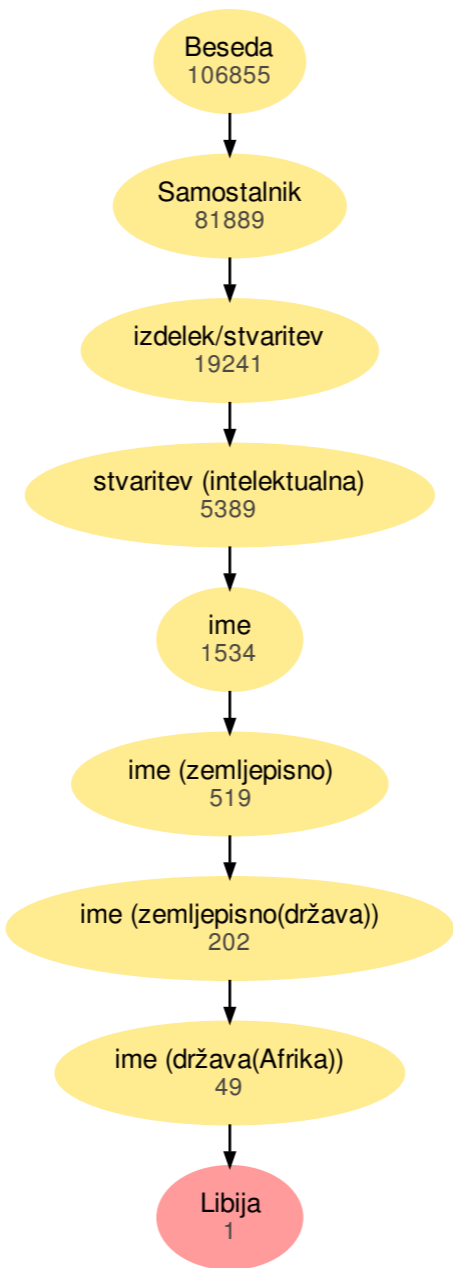 Beseda
106855
Samostalnik
81889
izdelek/stvaritev
19241
stvaritev (intelektualna)
5389
ime
1534
ime (zemljepisno)
519
ime (zemljepisno(država))
202
ime (država(Afrika))
49
Libija
1